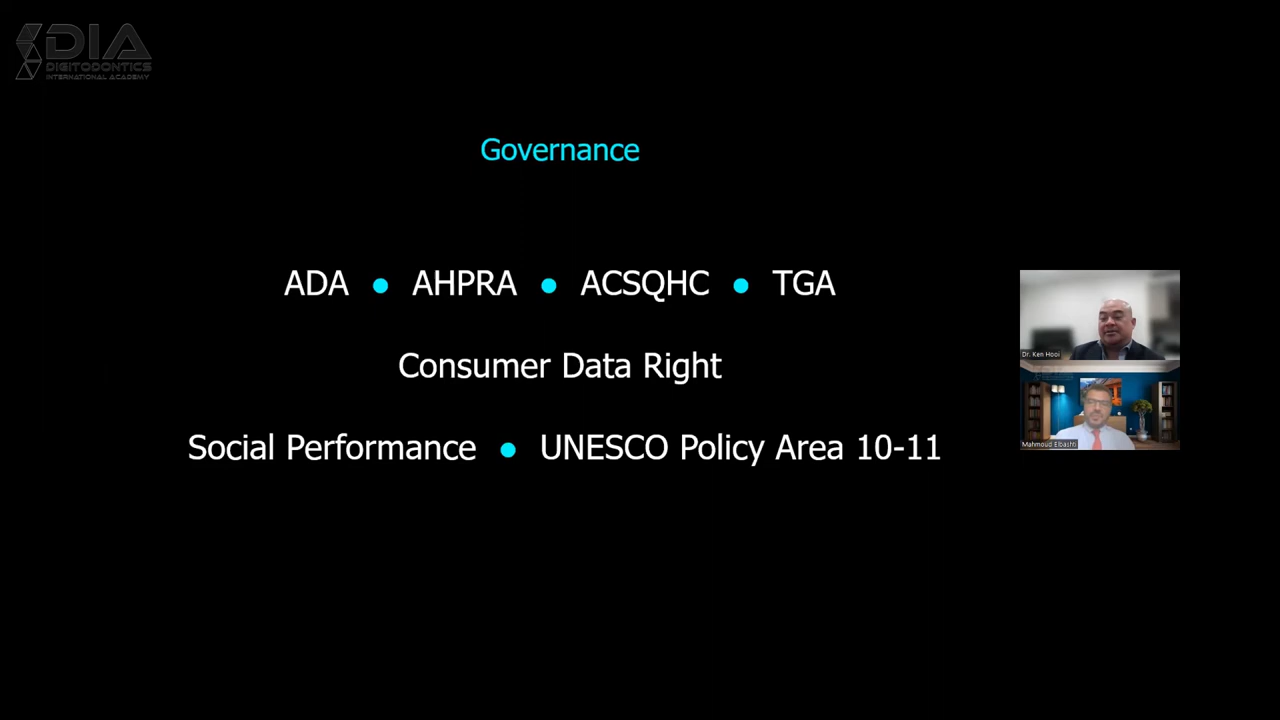 DIA
DIGITODONTICS
INTERNATIONAL ACADEMY
Governance
ADA • AHPRA • ACSQHC • TGA
Consumer Data Right
Social Performance • UNESCO Policy Area 10-11
Dr. Ken Hooi
Mahmoud Elbashti